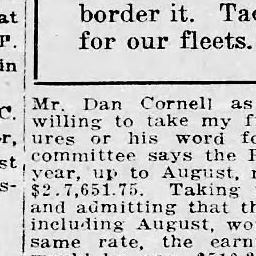 at
P.
in
C.
r,
st
s-
border it. Tac
for our fleets.
Mr. Dan Cornell as
willing to take my f
ures or his word fo
committee says the
year, up to August,
$2.7,651.75. Taking
and admitting that th
including August, wo
same rate, the earn